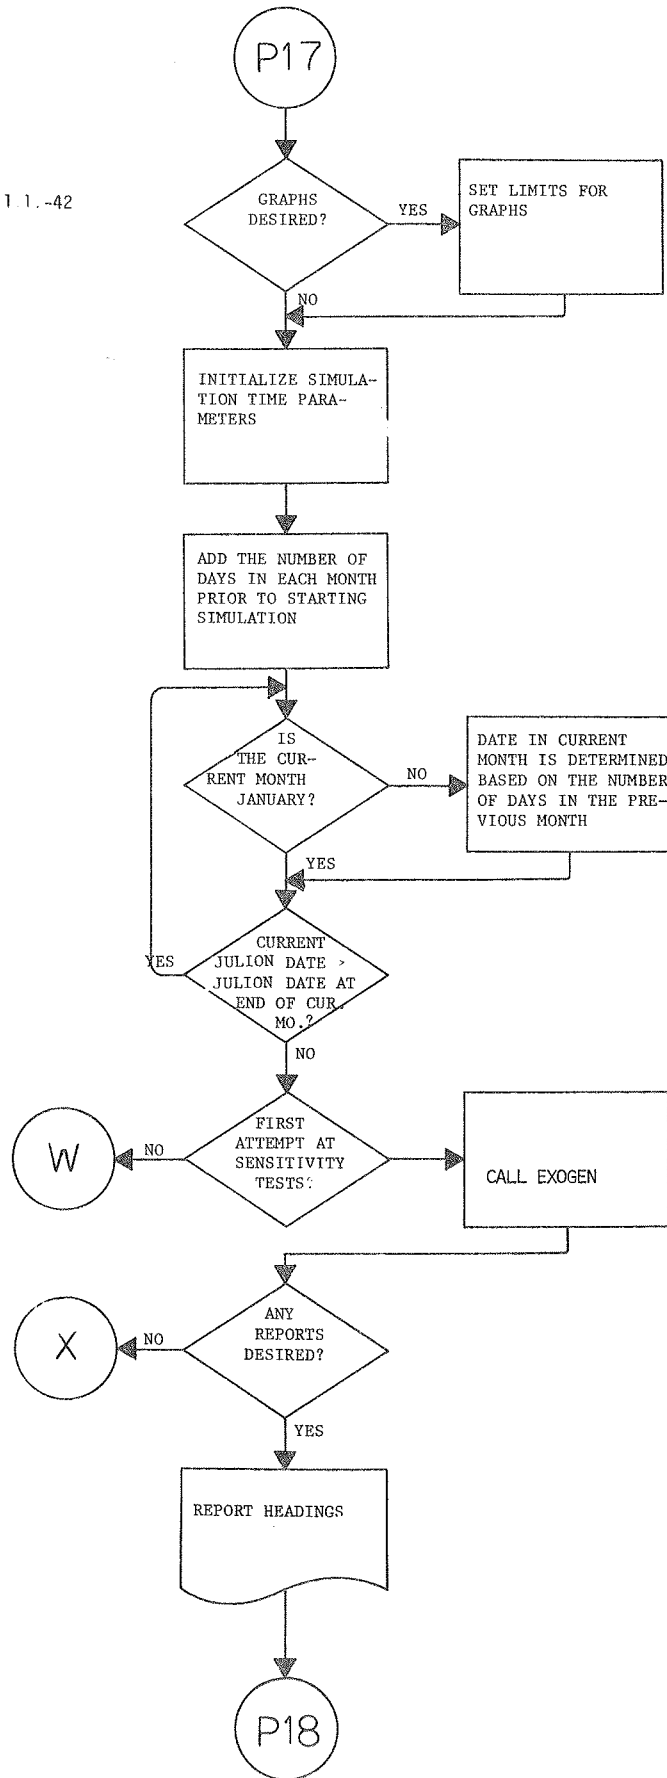 P17
1.1.-42
GRAPHS
DESIRED?
YES
SET LIMITS FOR
GRAPHS
NO
INITIALIZE SIMULA-
TION TIME PARA-
METERS
ADD THE NUMBER OF
DAYS IN EACH MONTH
PRIOR TO STARTING
SIMULATION
IS
THE CUR-
RENT MONTH
JANUARY?
NO
DATE IN CURRENT
MONTH IS DETERMINED
BASED ON THE NUMBER
OF DAYS IN THE PRE-
VIOUS MONTH
YES
YES
CURRENT
JULION DATE >
JULION DATE AT
END OF CUR.
MO.?
NO
W
NO
FIRST
ATTEMPT AT
SENSITIVITY
TESTS?
CALL EXOGEN
X
NO
ANY
REPORTS
DESIRED?
YES
REPORT HEADINGS
P18